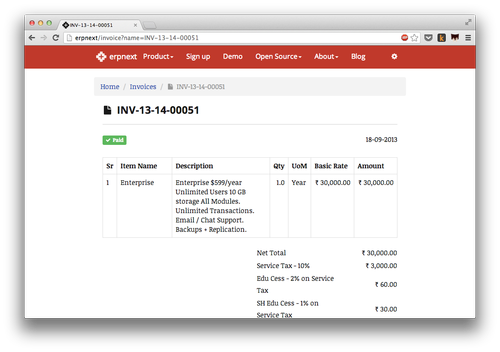 INV-13-14-00051
erpnext/invoice?name=INV-13-14-00051
erpnext Product Sign up Demo Open Source About Blog
Home / Invoices / INV-13-14-00051
INV-13-14-00051
Paid 18-09-2013
Sr Item Name Description Qty UoM Basic Rate Amount
1 Enterprise Enterprise $599/year 1.0 Year ₹ 30,000.00 ₹ 30,000.00
Unlimited Users 10 GB
storage All Modules.
Unlimited Transactions.
Email / Chat Support.
Backups + Replication.
Net Total ₹ 30,000.00
Service Tax - 10% ₹ 3,000.00
Edu Cess - 2% on Service ₹ 60.00
Tax
SH Edu Cess - 1% on ₹ 30.00
Service Tax